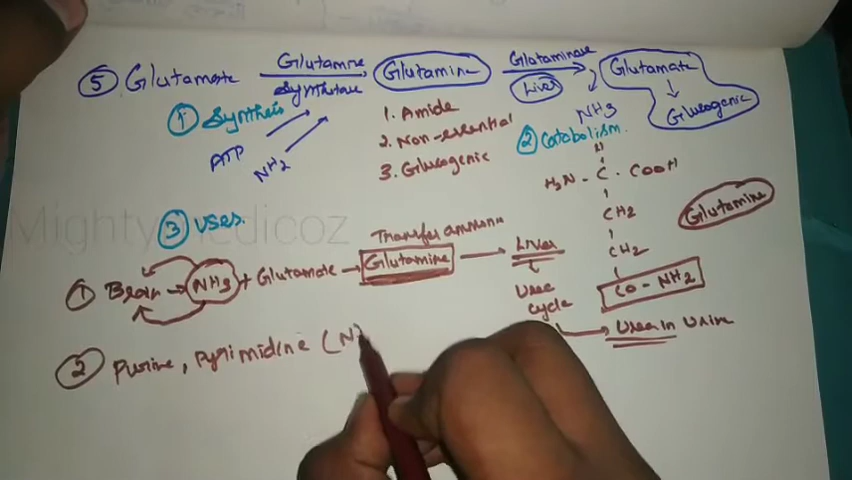 5 Glutamate Glutamine Synthetase Glutamine Glutaminase Liver Glutamate
1 Synthesis ATP NH2
1. Amide
2. Non-essential
3. Glucogenic
NH3
Glucogenic
2 Catabolism.
H
H2N - C - COOH
CH2
CH2
CO - NH2
Glutamine
Mighty Medicoz
3 USES
Transfer ammonia
1 Brain → NH3 + Glutamate → Glutamine → Liver
Urea cycle → Urea in Urine
2 Purine, pyrimidine (N